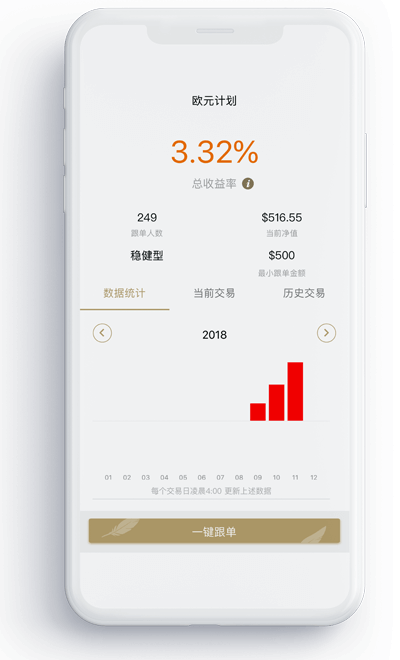 欧元计划
3.32%
总收益率 i
249 $516.55
跟单人数 当前净值
稳健型 $500
最小跟单金额
数据统计 当前交易 历史交易
2018
01 02 03 04 05 06 07 08 09 10 11 12
每个交易日凌晨4:00 更新上述数据
一键跟单